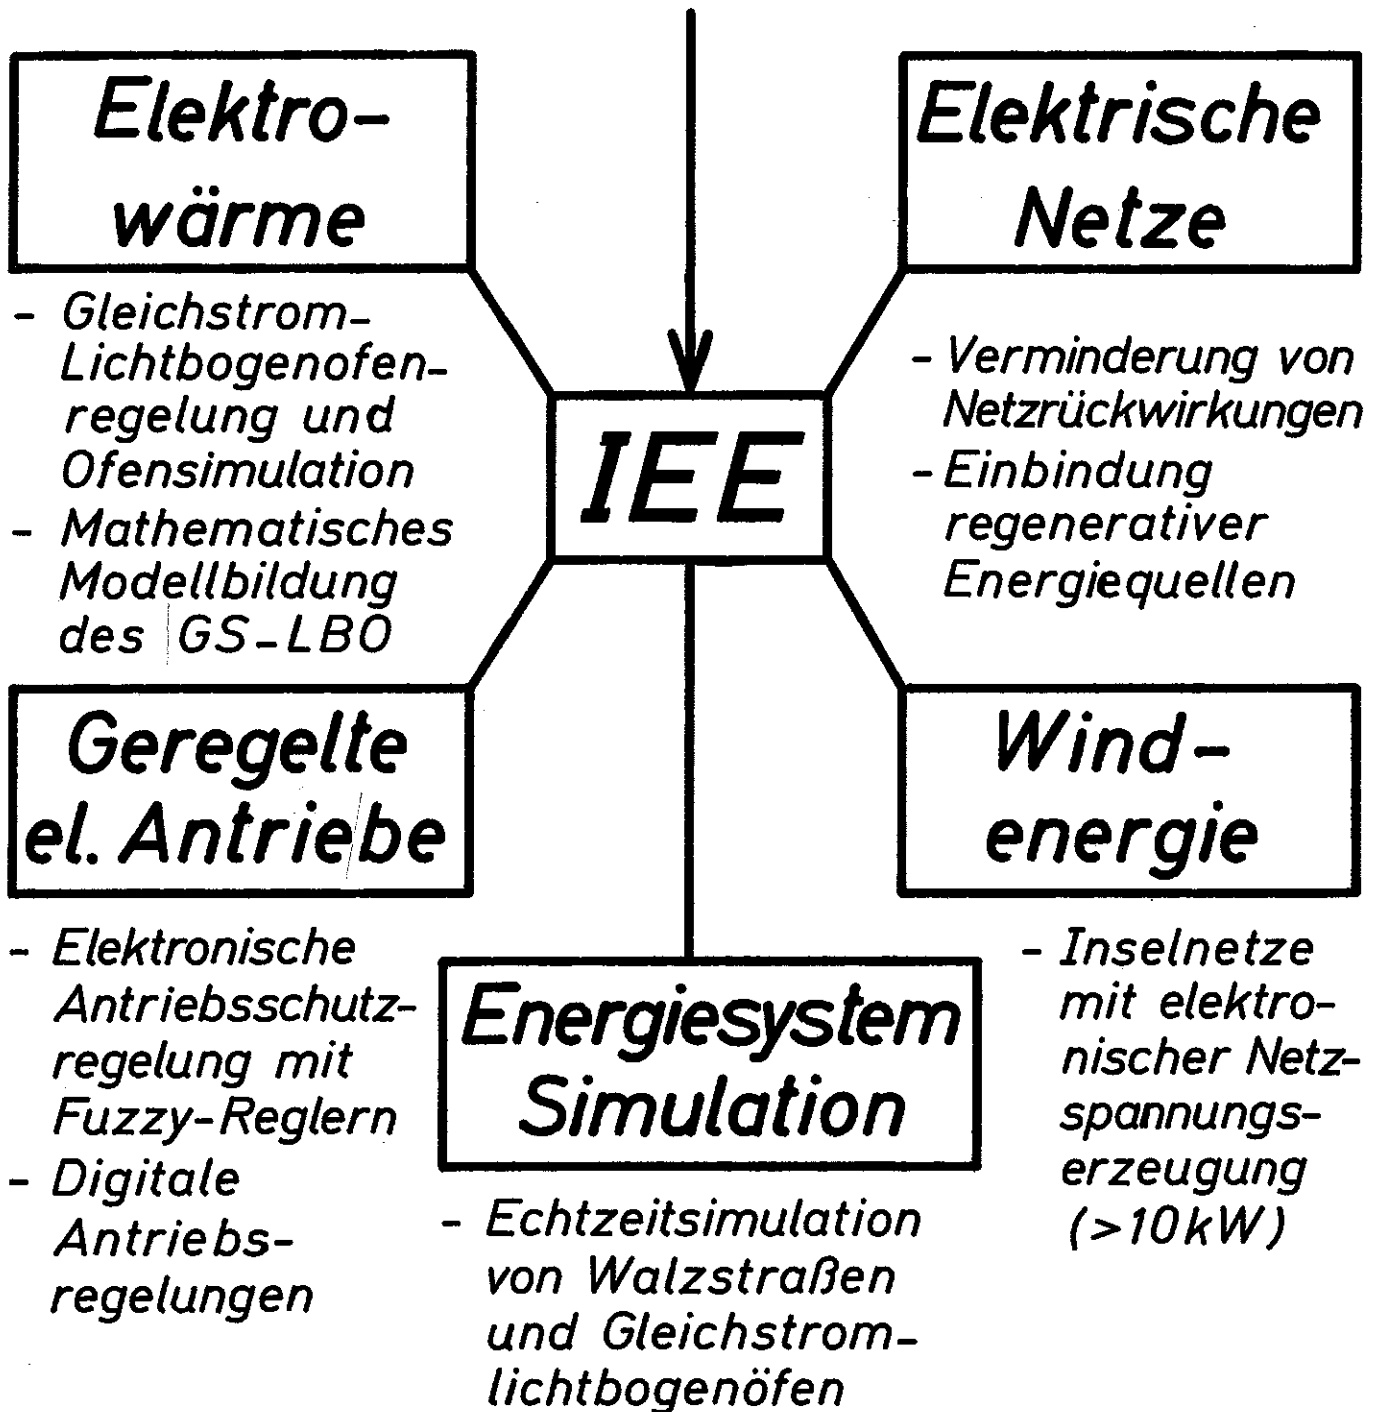 Elektro-
wärme
- Gleichstrom-
Lichtbogenofen-
regelung und
Ofensimulation
- Mathematisches
Modellbildung
des GS-LBO
Elektrische
Netze
- Verminderung von
Netzrückwirkungen
- Einbindung
regenerativer
Energiequellen
IEE
Geregelte
el. Antriebe
- Elektronische
Antriebsschutz-
regelung mit
Fuzzy-Reglern
- Digitale
Antriebs-
regelungen
Energiesystem
Simulation
- Echtzeitsimulation
von Walzstraßen
und Gleichstrom-
lichtbogenöfen
Wind-
energie
- Inselnetze
mit elektro-
nischer Netz-
spannungs-
erzeugung
(>10kW)